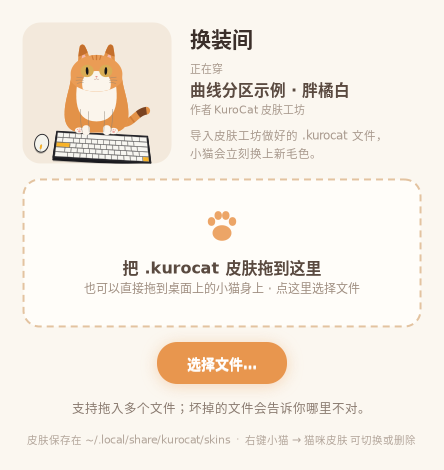 换装间
正在穿
曲线分区示例 · 胖橘白
作者 KuroCat 皮肤工坊
导入皮肤工坊做好的 .kurocat 文件，
小猫会立刻换上新毛色。
把 .kurocat 皮肤拖到这里
也可以直接拖到桌面上的小猫身上 · 点这里选择文件
选择文件...
支持拖入多个文件；坏掉的文件会告诉你哪里不对。
皮肤保存在 ~/.local/share/kurocat/skins · 右键小猫 → 猫咪皮肤 可切换或删除